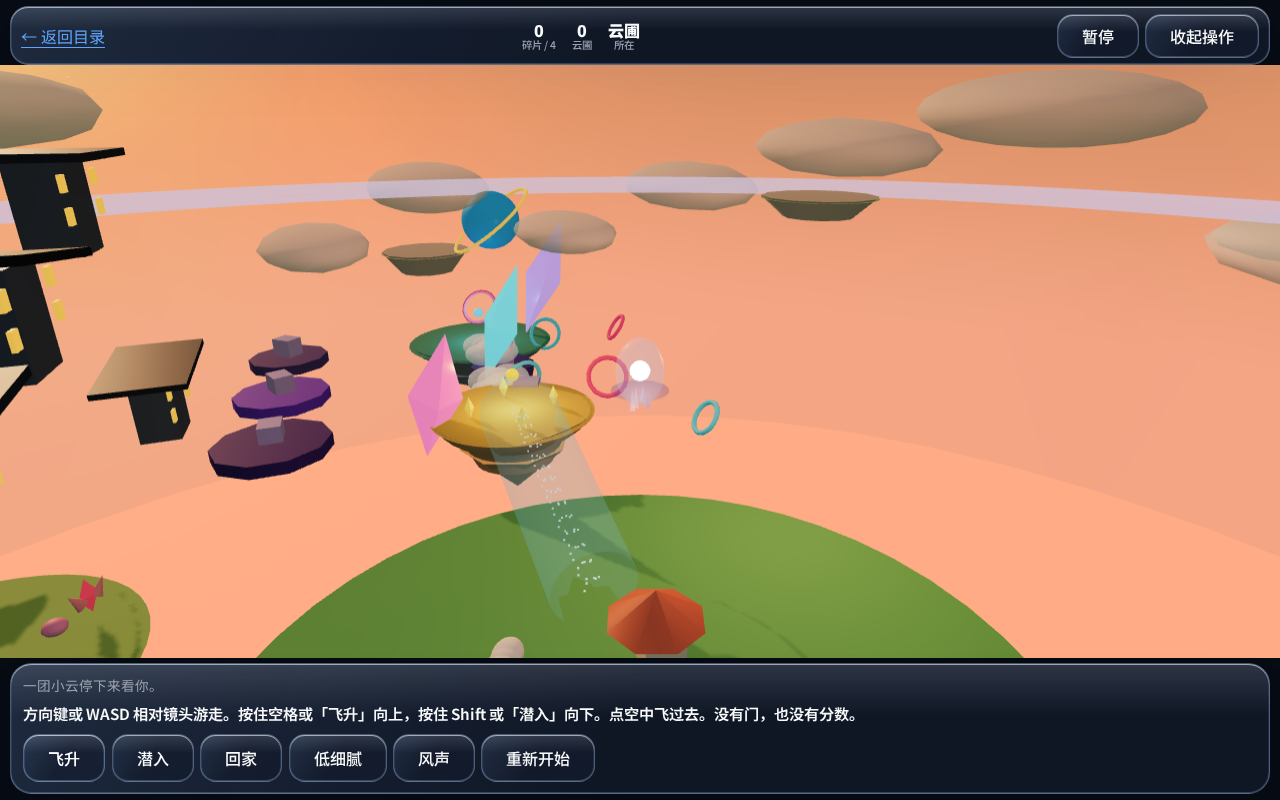 ← 返回目录
0 0 云圃
碎片 / 4 云圃 所在
暂停 收起操作
一团小云停下来看你。
方向键或 WASD 相对镜头游走。按住空格或「飞升」向上，按住 Shift 或「潜入」向下。点空中飞过去。没有门，也没有分数。
飞升 潜入 回家 低细腻 风声 重新开始